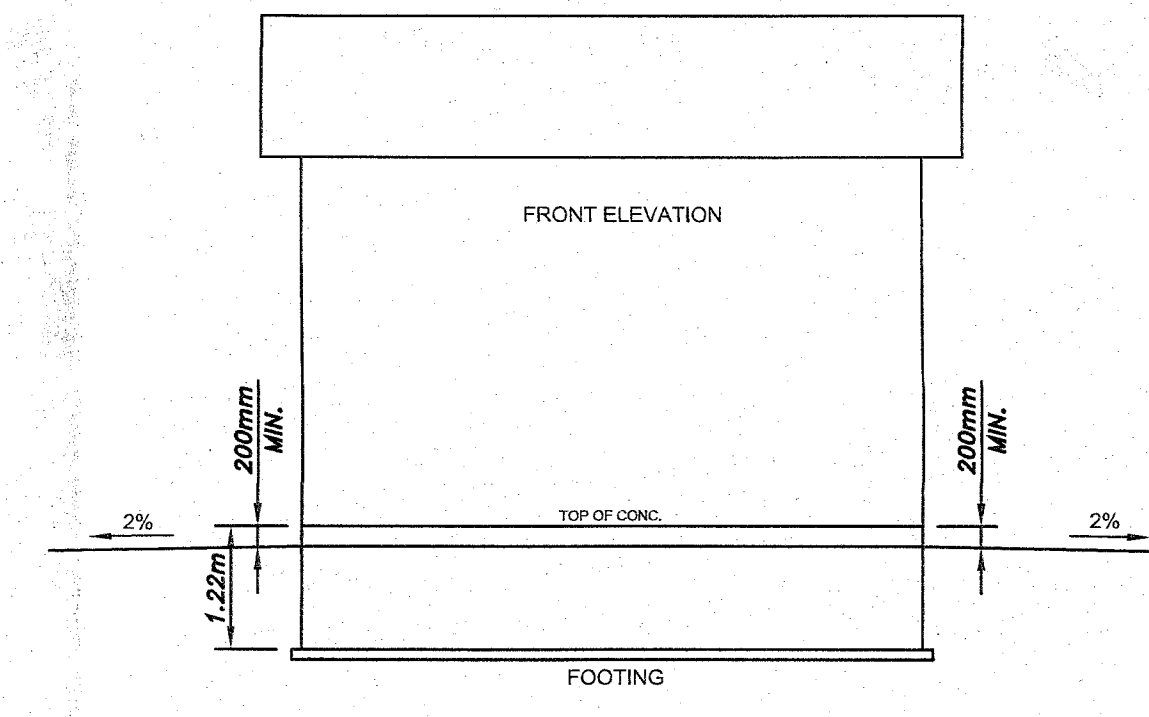 FRONT ELEVATION
200mm
MIN.
200mm
MIN.
TOP OF CONC.
2%
2%
1.22m
FOOTING